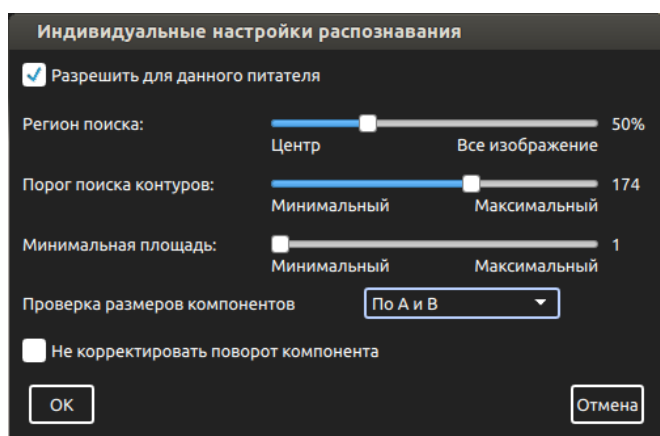 Индивидуальные настройки распознавания
Разрешить для данного питателя
Регион поиска: 50%
Центр Все изображение
Порог поиска контуров: 174
Минимальный Максимальный
Минимальная площадь: 1
Минимальный Максимальный
Проверка размеров компонентов По А и В
Не корректировать поворот компонента
ОК Отмена